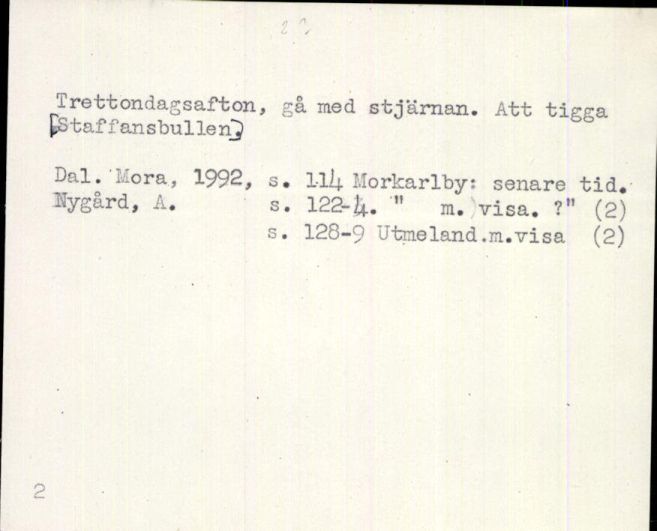 Trettondagsafton, gå med stjärnan. Att tigga
[Staffansbullen]
Dal. Mora, 1992, s. 114 Morkarlby: senare tid.
Nygård, A. s. 122-4. " m. visa. ?" (2)
s. 128-9 Utmeland.m.visa (2)
2